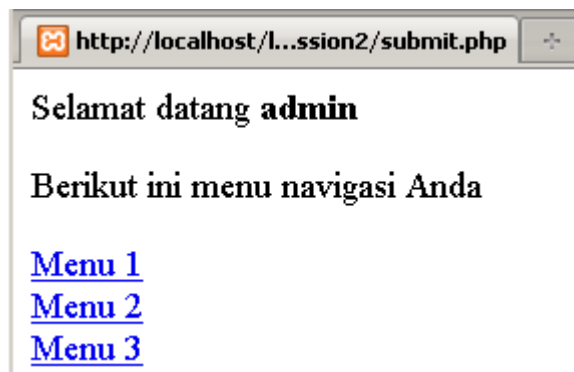 http://localhost/l...ssion2/submit.php
Selamat datang admin
Berikut ini menu navigasi Anda
Menu 1
Menu 2
Menu 3